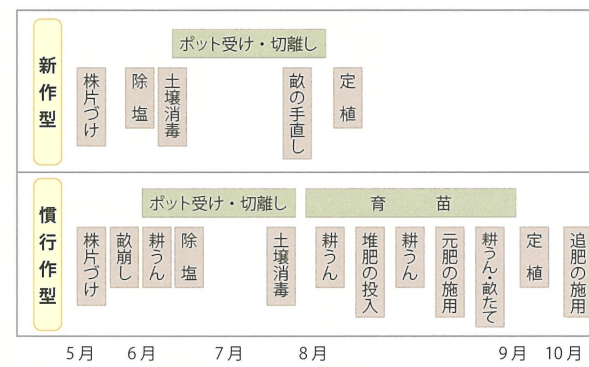 新作型
ポット受け・切離し
株片づけ
除塩
土壌消毒
畝の手直し
定植
慣行作型
ポット受け・切離し
育苗
株片づけ
畝崩し
耕うん
除塩
土壌消毒
耕うん
堆肥の投入
耕うん
元肥の施用
耕うん・畝たて
定植
追肥の施用
5月 6月 7月 8月 9月 10月